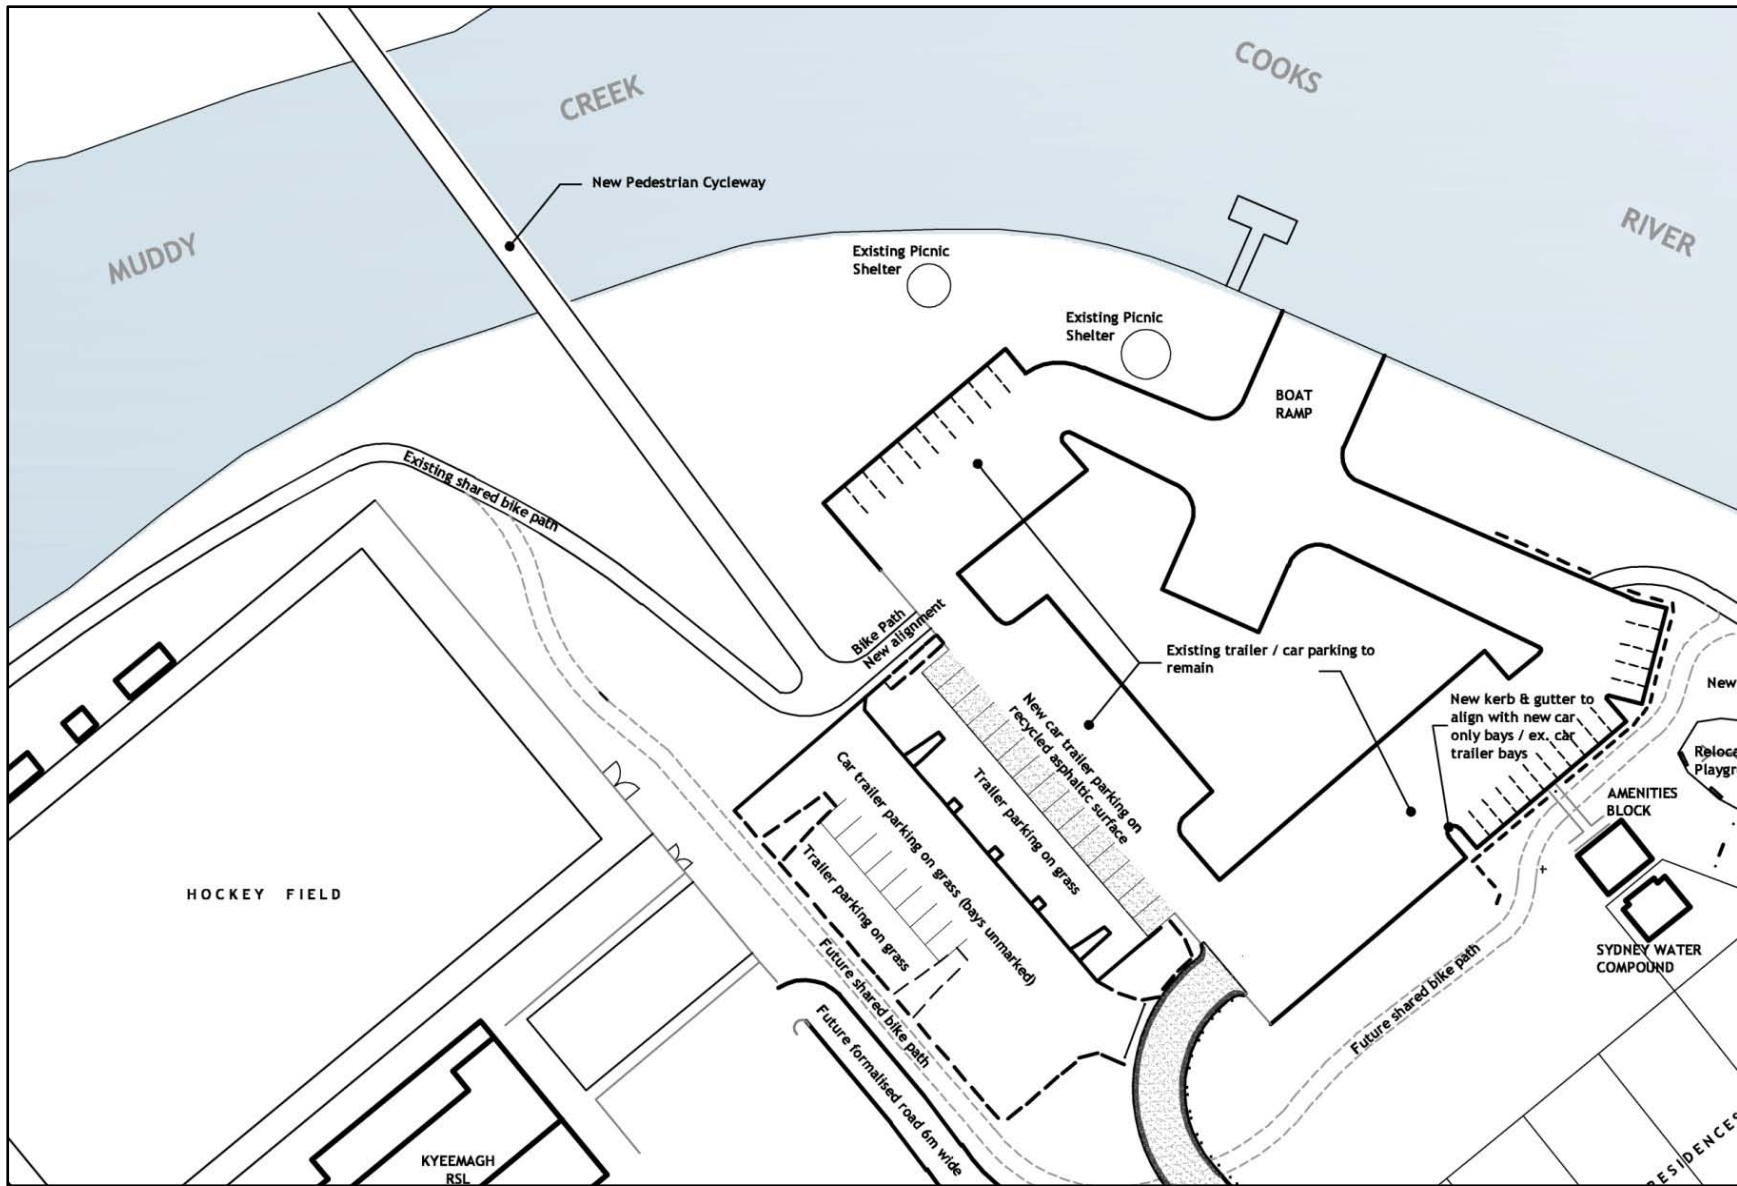 COOKS
CREEK
New Pedestrian Cycleway
RIVER
MUDDY
Existing Picnic
Shelter
Existing Picnic
Shelter
BOAT
RAMP
Existing shared bike path
Bike Path
New alignment
Existing trailer / car parking to
remain
New
New kerb & gutter to
align with new car
only bays / ex. car
trailer bays
New car trailer parking on
recycled asphaltic surface
Trailer parking on grass
Car trailer parking on grass (bays unmarked)
Trailer parking on grass
Reloca
Playgr
AMENITIES
BLOCK
HOCKEY FIELD
SYDNEY WATER
COMPOUND
Future shared bike path
Future shared bike path
Future formalised road 6m wide
KYEEMAGH
RSL
RESIDENCES